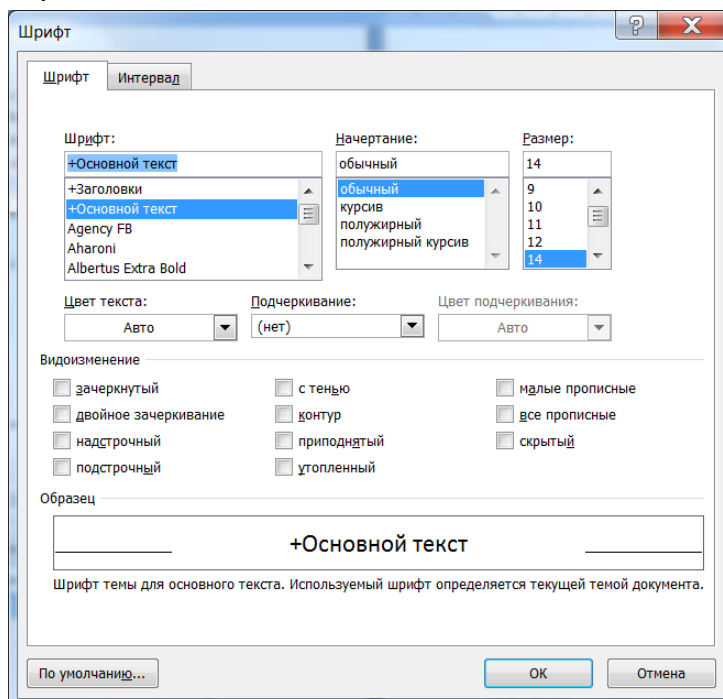 Шрифт
Шрифт Интервал
Шрифт: Начертание: Размер:
+Основной текст обычный 14
+Заголовки обычный 9
+Основной текст курсив 10
Agency FB полужирный 11
Aharoni полужирный курсив 12
Albertus Extra Bold 14
Цвет текста: Подчеркивание: Цвет подчеркивания:
Авто (нет) Авто
Видоизменение
зачеркнутый с тенью малые прописные
двойное зачеркивание контур все прописные
надстрочный приподнятый скрытый
подстрочный утопленный
Образец
+Основной текст
Шрифт темы для основного текста. Используемый шрифт определяется текущей темой документа.
По умолчанию... ОК Отмена